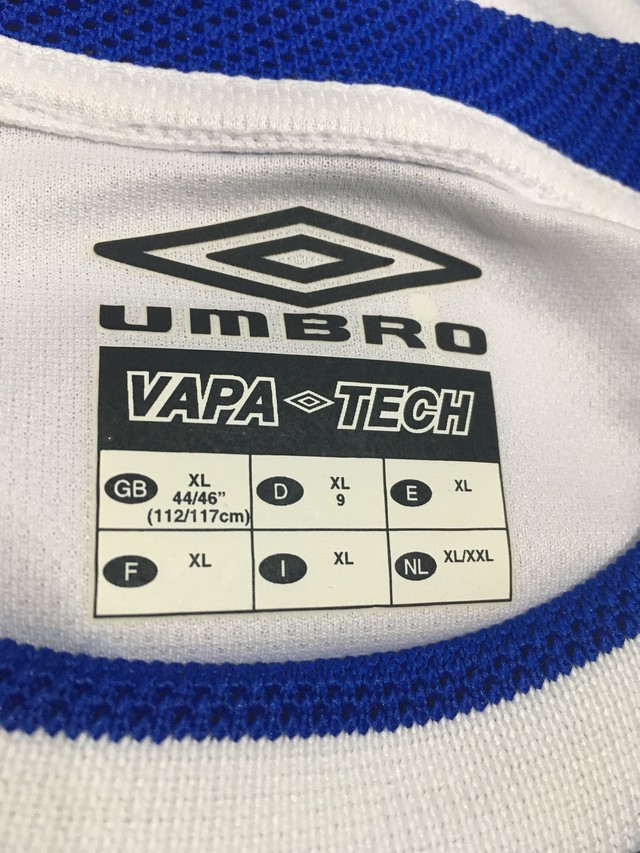 UMBRO
VAPA TECH
GB XL
44/46"
(112/117cm)
D XL
9
E XL
F XL
I XL
NL XL/XXL